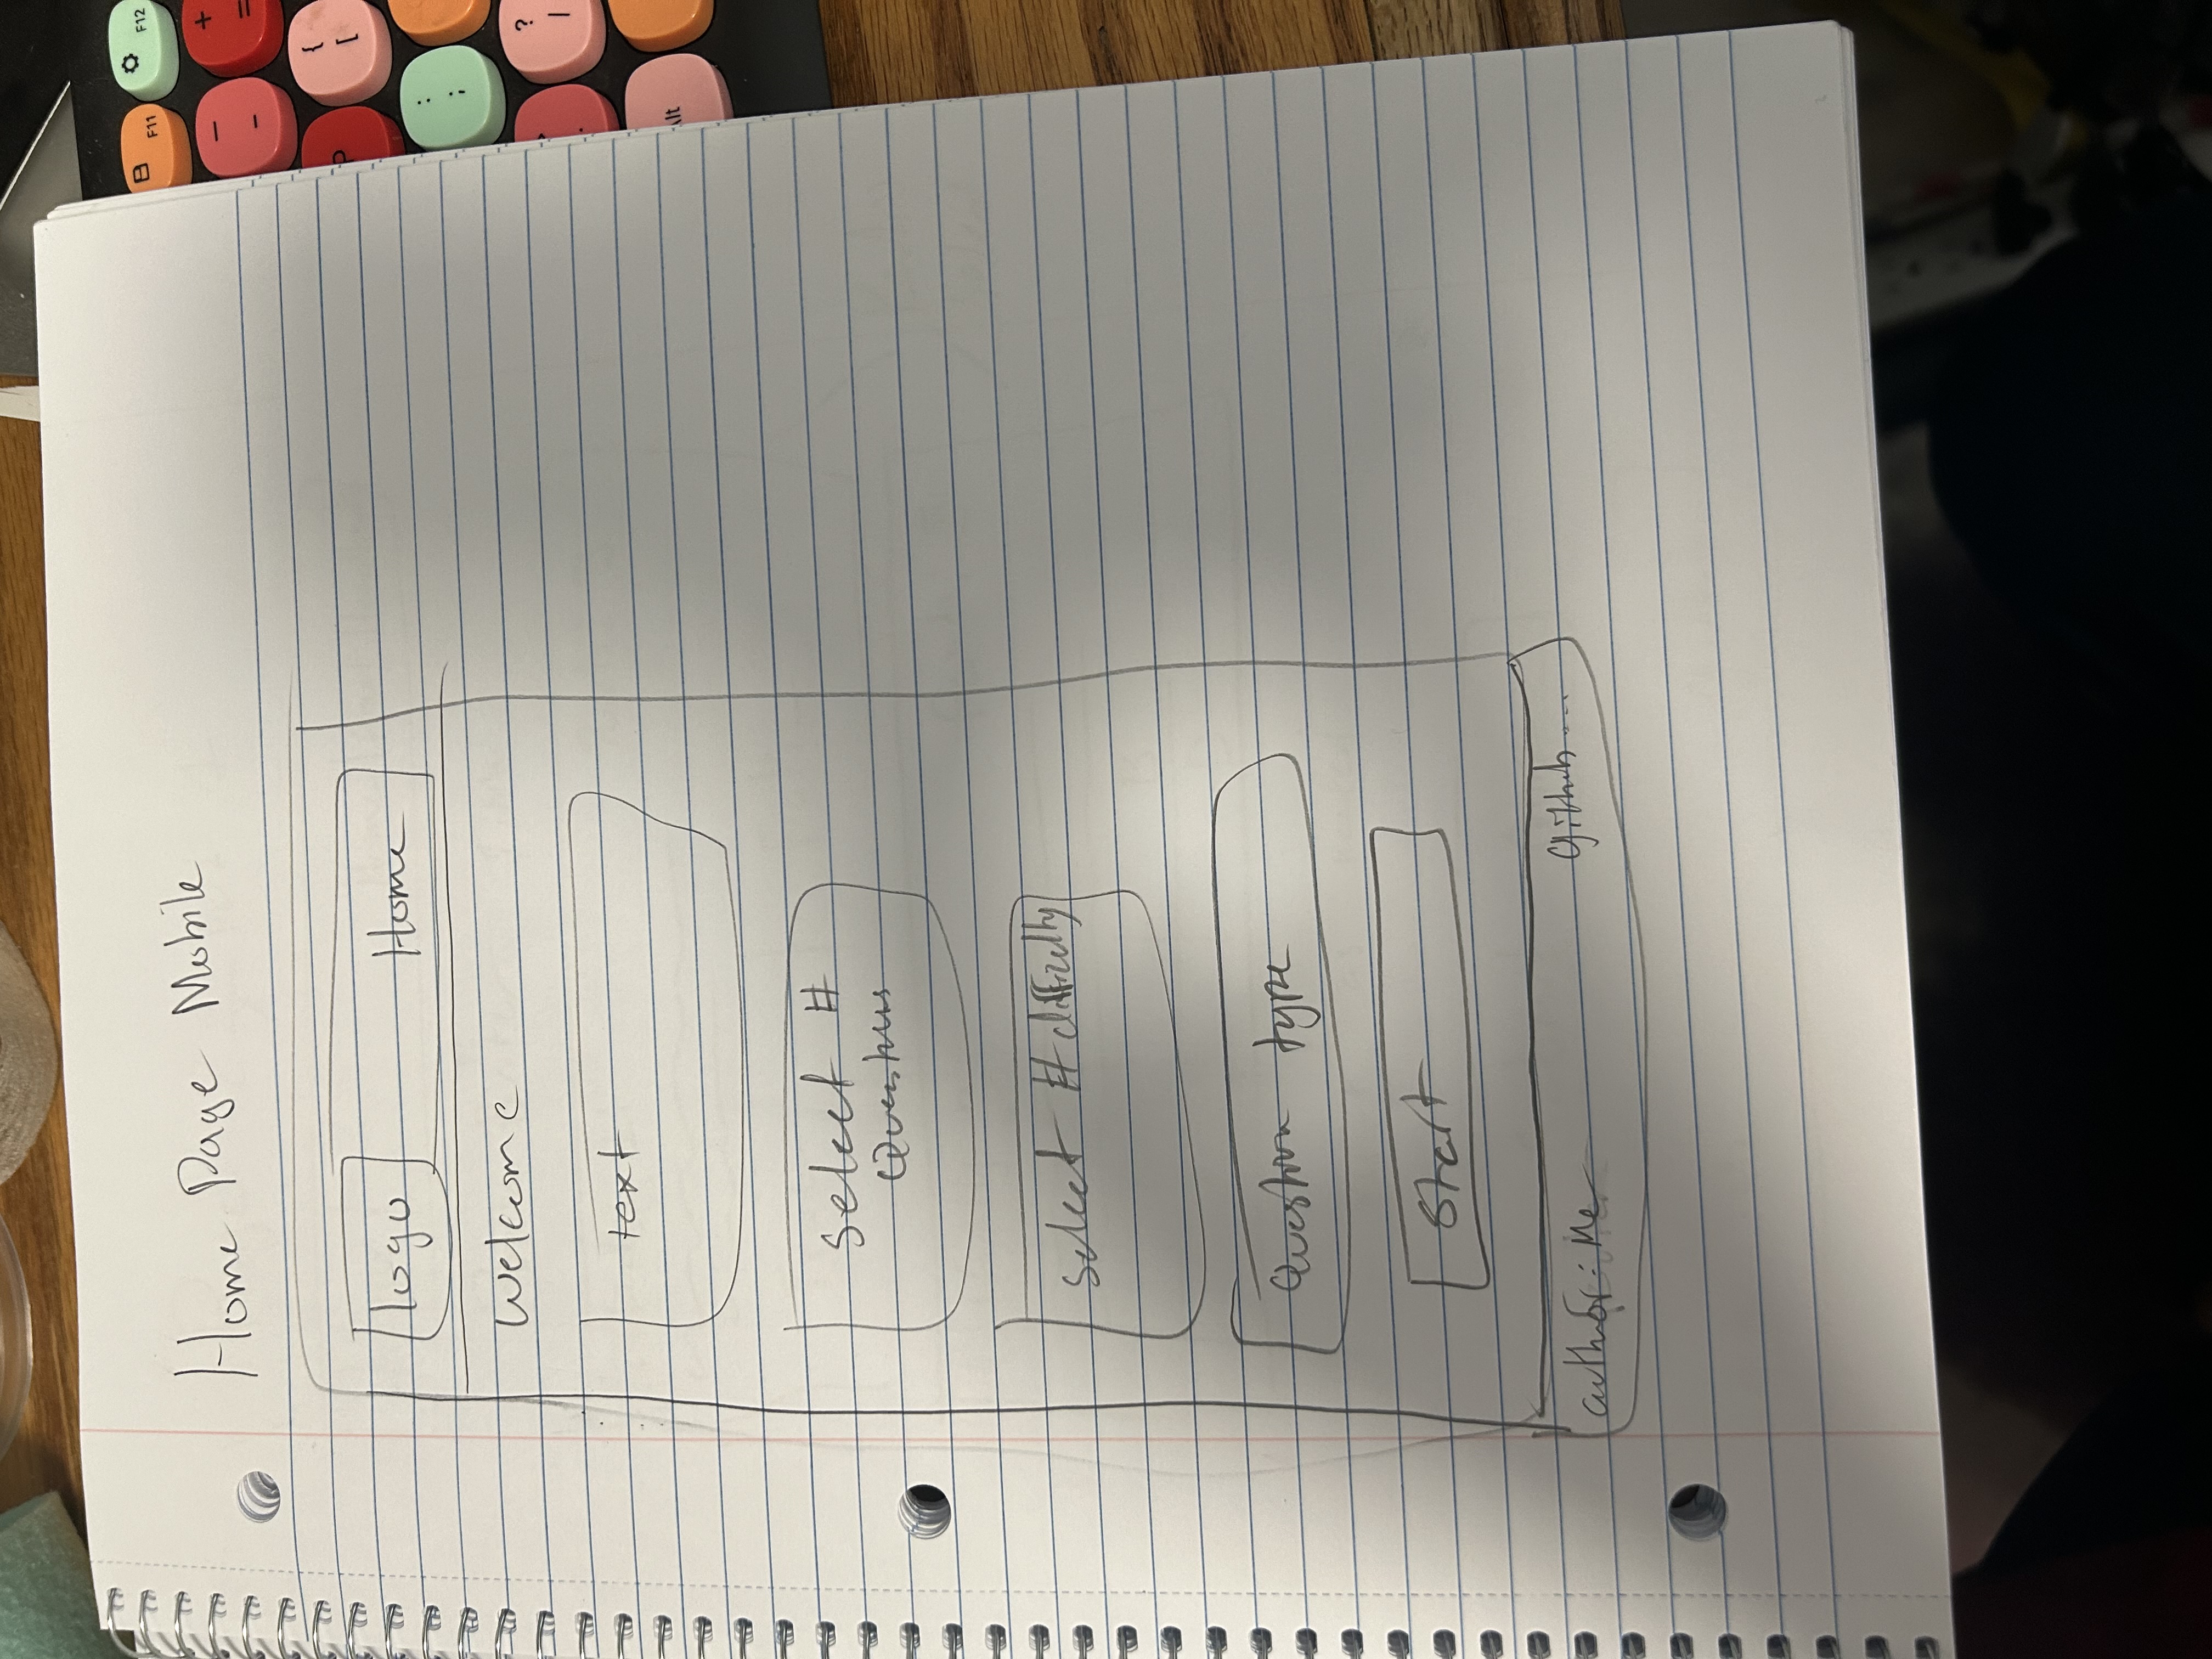 Home Page Mobile
logo Home
Welcome
text
Select #
Questions
Select # difficulty
Question type
Start
author: Me Github....
F11
F12
-
-
+
=
{
[
:
;
?
/
.
Alt